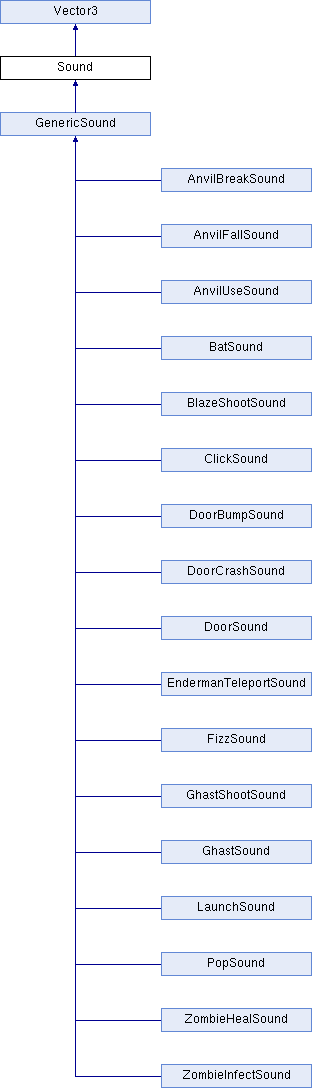 Vector3
Sound
GenericSound
AnvilBreakSound
AnvilFallSound
AnvilUseSound
BatSound
BlazeShootSound
ClickSound
DoorBumpSound
DoorCrashSound
DoorSound
EndermanTeleportSound
FizzSound
GhastShootSound
GhastSound
LaunchSound
PopSound
ZombieHealSound
ZombieInfectSound